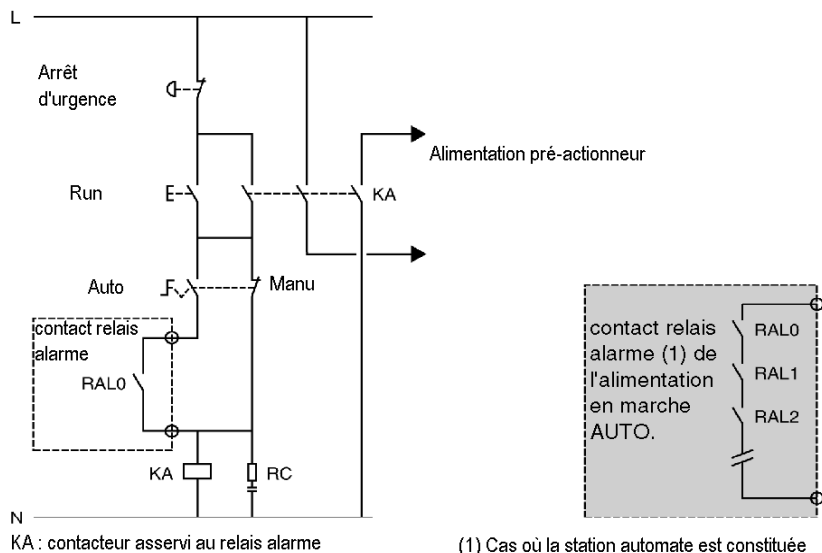 L
Arrêt
d'urgence
Alimentation pré-actionneur
Run
KA
Auto
Manu
contact relais
alarme
RAL0
KA
RC
N
KA : contacteur asservi au relais alarme
contact relais
alarme (1) de
l'alimentation
en marche
AUTO.
RAL0
RAL1
RAL2
(1) Cas où la station automate est constituée